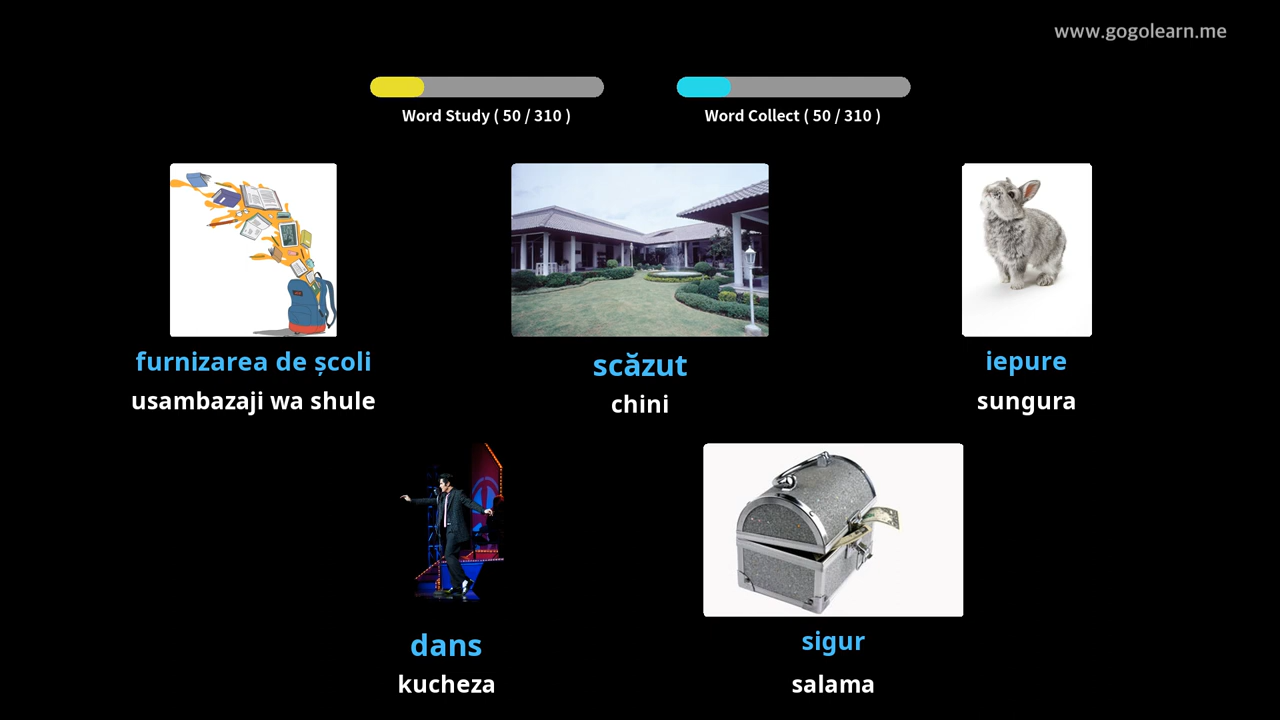 www.gogolearn.me
Word Study ( 50 / 310 )
Word Collect ( 50 / 310 )
furnizarea de școli
usambazaji wa shule
scăzut
chini
iepure
sungura
dans
kucheza
sigur
salama